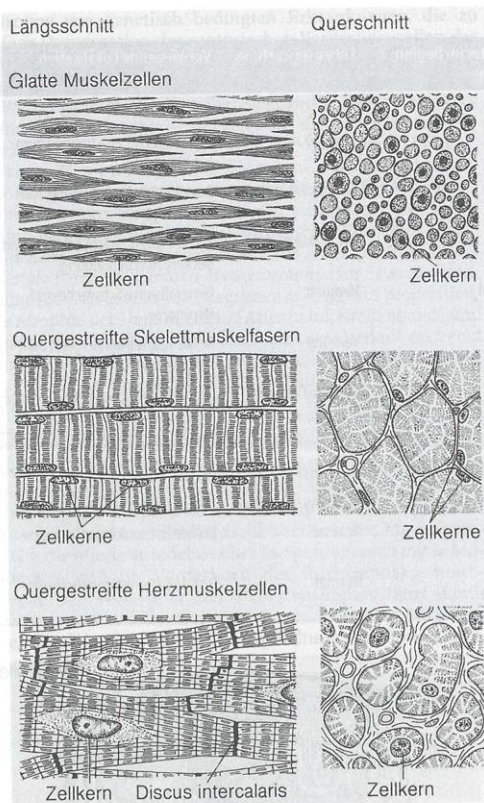 Längsschnitt Querschnitt
Glatte Muskelzellen
Zellkern Zellkern
Quergestreifte Skelettmuskelfasern
Zellkerne Zellkerne
Quergestreifte Herzmuskelzellen
Zellkern Discus intercalaris Zellkern